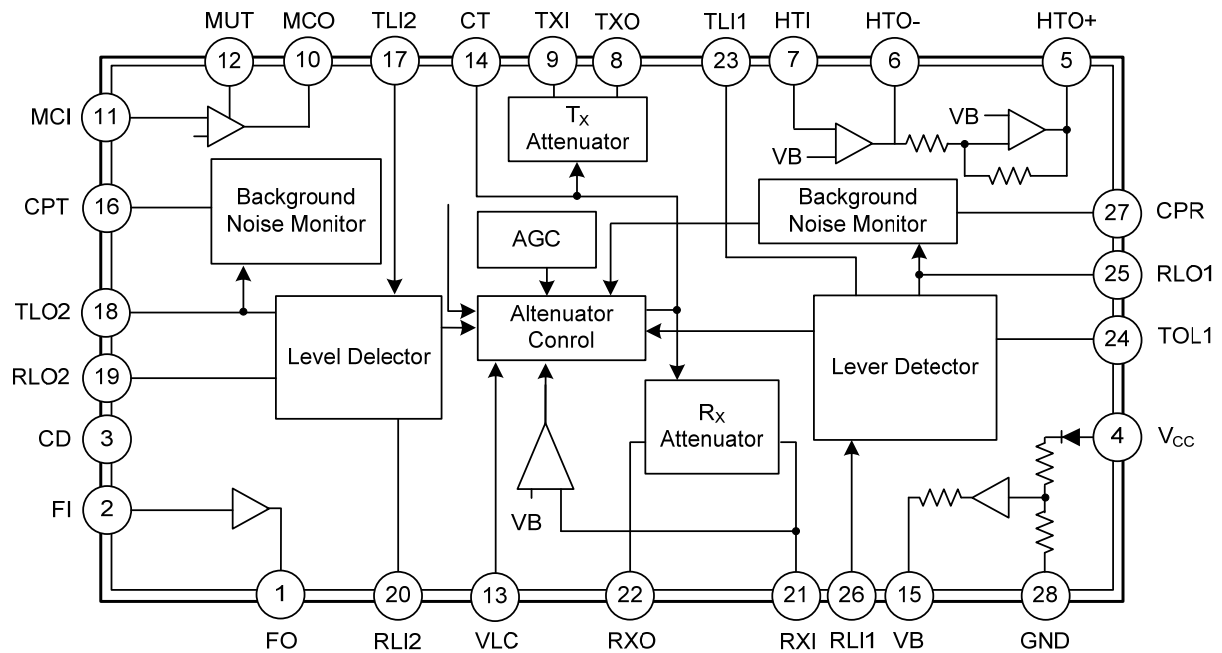 MUT MCO TLI2 CT TXI TXO TLI1 HTI HTO- HTO+
12 10 17 14 9 8 23 7 6 5
MCI 11
TX
Attenuator
VB
VB
CPT 16
Background
Noise Monitor
AGC
Background
Noise Monitor
27 CPR
25 RLO1
TLO2 18
Level Delector
Altenuator
Conrol
Lever Detector
24 TOL1
RLO2 19
CD 3
RX
Attenuator
4 VCC
FI 2
VB
1 20 13 22 21 26 15 28
FO RLI2 VLC RXO RXI RLI1 VB GND